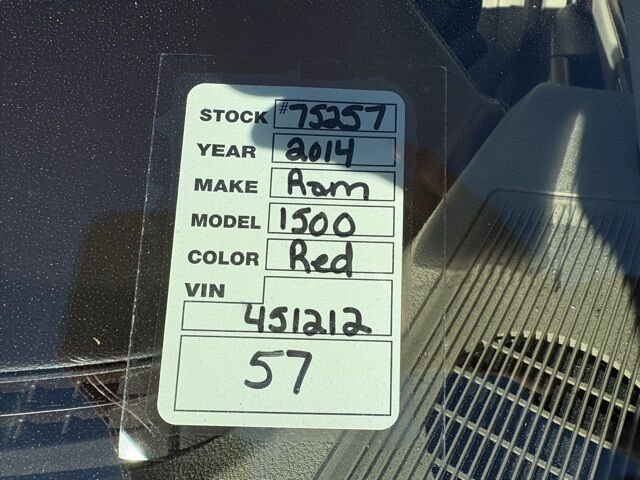 STOCK #75257
YEAR 2014
MAKE Ram
MODEL 1500
COLOR Red
VIN
451212
57